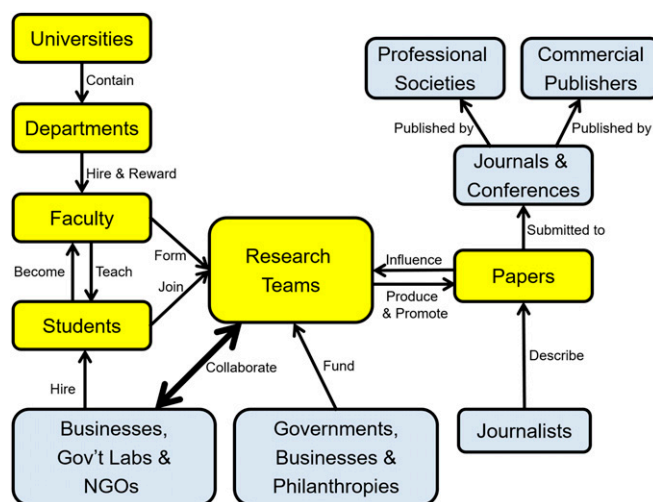 Universities
Contain
Departments
Hire & Reward
Faculty
Become
Teach
Students
Form
Join
Hire
Businesses,
Gov't Labs &
NGOs
Collaborate
Research
Teams
Fund
Governments,
Businesses &
Philanthropies
Influence
Produce
& Promote
Professional
Societies
Commercial
Publishers
Published by
Published by
Journals &
Conferences
Submitted to
Papers
Describe
Journalists